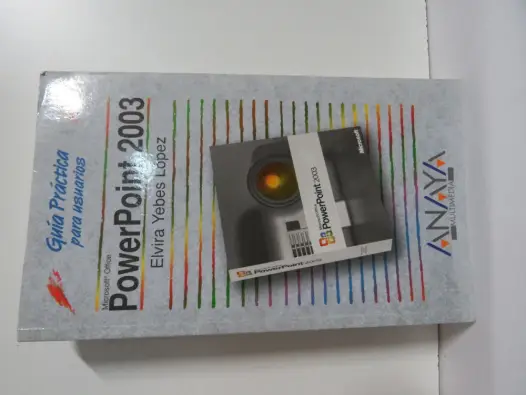 Guía Práctica
para usuarios
Microsoft® Office
PowerPoint 2003
Elvira Yebes López
Microsoft
PowerPoint 2003
PowerPoint
ANAYA
MULTIMEDIA